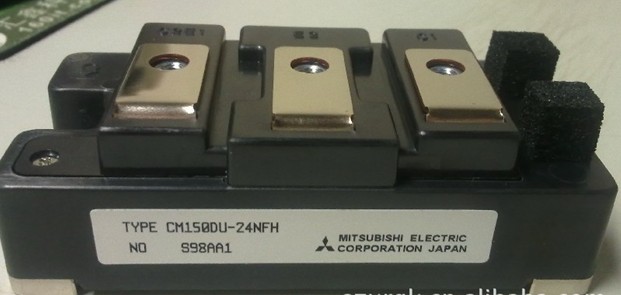 TYPE CM150DU-24NFH
NO S98AA1
MITSUBISHI ELECTRIC
CORPORATION JAPAN